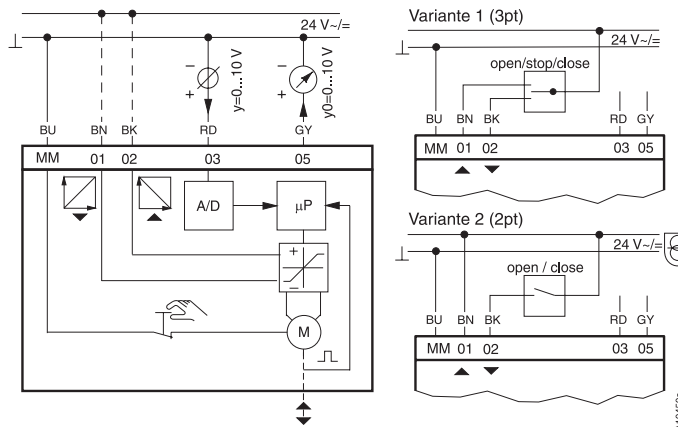 24 V~/=
⊥
y=0...10 V
y0=0...10 V
BU BN BK RD GY
MM 01 02 03 05
A/D µP
+
−
M
Variante 1 (3pt)
24 V~/=
⊥
open/stop/close
BU BN BK RD GY
MM 01 02 03 05
Variante 2 (2pt)
24 V~/=
⊥
open / close
BU BN BK RD GY
MM 01 02 03 05